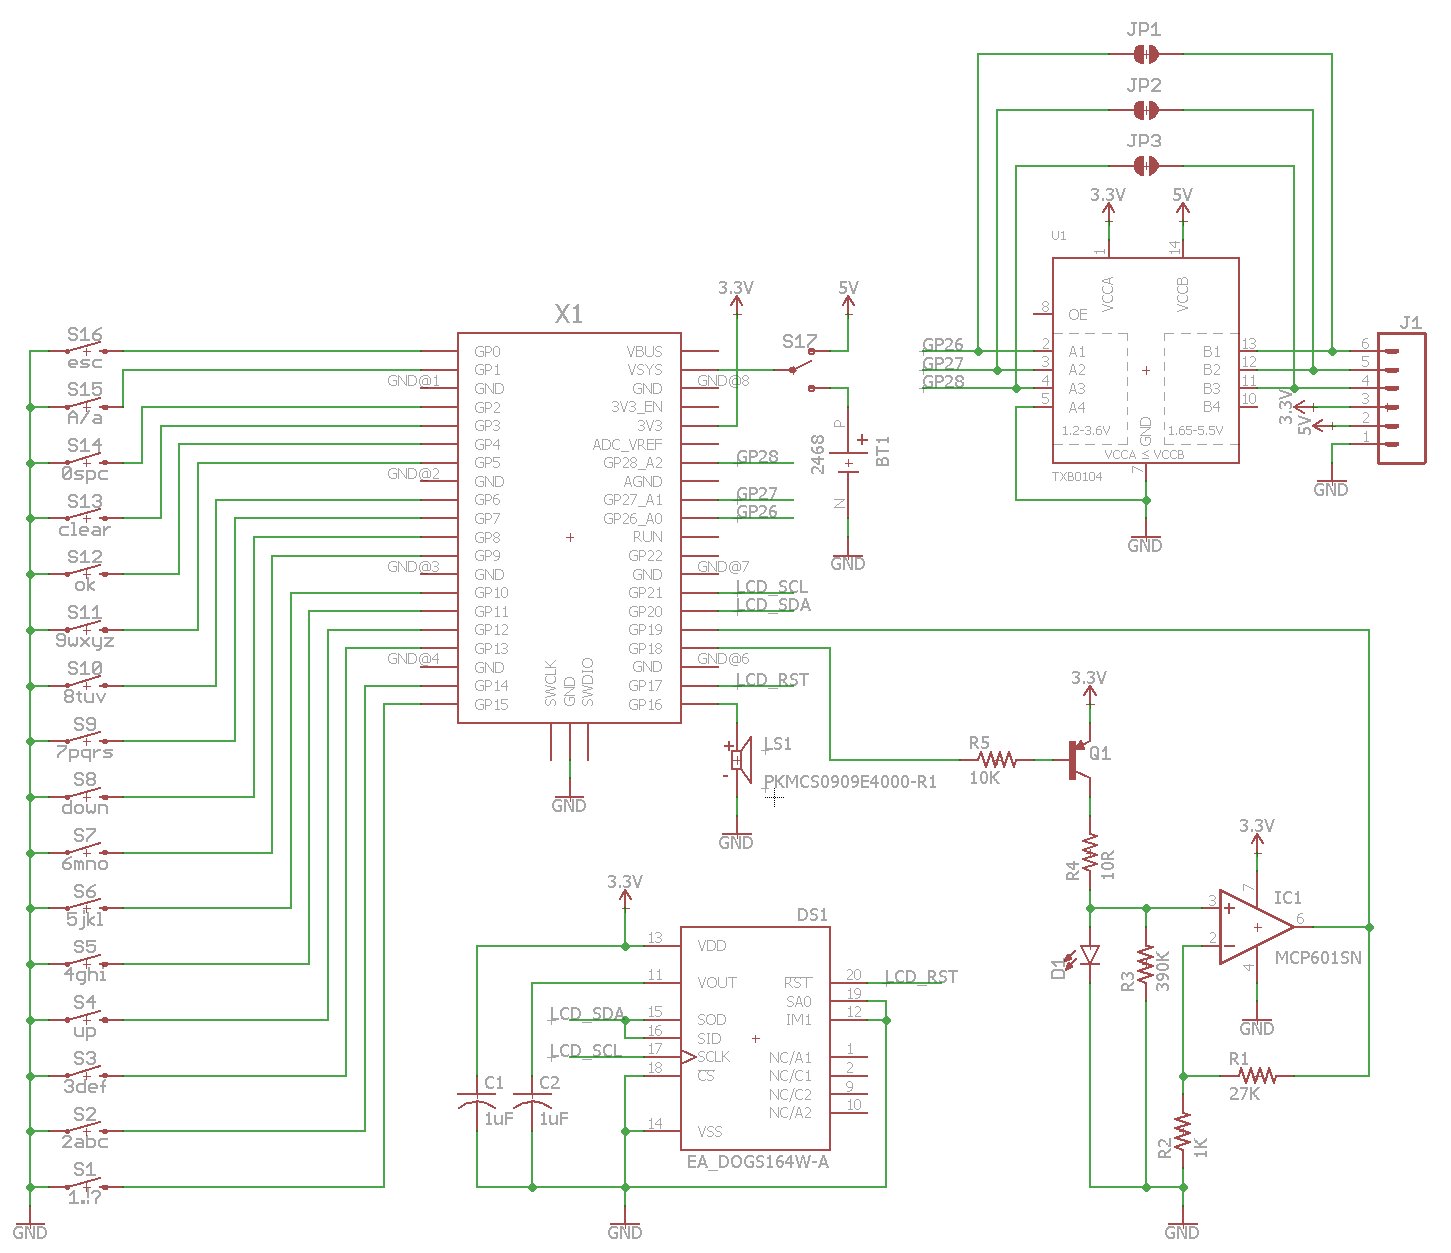 JP1
JP2
JP3
3.3V
5V
U1
1
14
VCCA
VCCB
8
OE
GP26
2
A1
B1
13
GP27
3
A2
B2
12
GP28
4
A3
B3
11
5
A4
B4
10
1.2-3.6V
GND
1.65-5.5V
VCCA ≤ VCCB
7
TXB0104
GND
J1
6
5
4
3
2
1
3.3V
5V
GND
X1
3.3V
5V
S17
GP0
GP1
GND@1
GND
GP2
GP3
GP4
GP5
GND@2
GND
GP6
GP7
GP8
GP9
GND@3
GND
GP10
GP11
GP12
GP13
GND@4
GND
GP14
GP15
VBUS
VSYS
GND
GND@8
3V3_EN
3V3
ADC_VREF
GP28_A2
GP28
AGND
GP27_A1
GP27
GP26_A0
GP26
RUN
GP22
GND
GND@7
GP21
LCD_SCL
GP20
LCD_SDA
GP19
GP18
GND
GND@6
GP17
LCD_RST
GP16
SWCLK
GND
SWDIO
GND
P
2468
BT1
N
GND
S16
esc
S15
A/a
S14
0spc
S13
clear
S12
ok
S11
9wxyz
S10
8tuv
S9
7pqrs
S8
down
S7
6mno
S6
5jkl
S5
4ghi
S4
up
S3
3def
S2
2abc
S1
1.!?
GND
LS1
PKMCS0909E4000-R1
GND
R5
10K
3.3V
Q1
R4
10R
3.3V
IC1
3
2
7
6
4
MCP601SN
GND
D1
R3
390K
R1
27K
R2
1K
GND
3.3V
DS1
13
VDD
11
VOUT
LCD_SDA
15
SOD
16
SID
LCD_SCL
17
SCLK
18
CS
14
VSS
RST
20
LCD_RST
SA0
19
IM1
12
NC/A1
1
NC/C1
2
NC/C2
9
NC/A2
10
EA_DOGS164W-A
C1
1uF
C2
1uF
GND